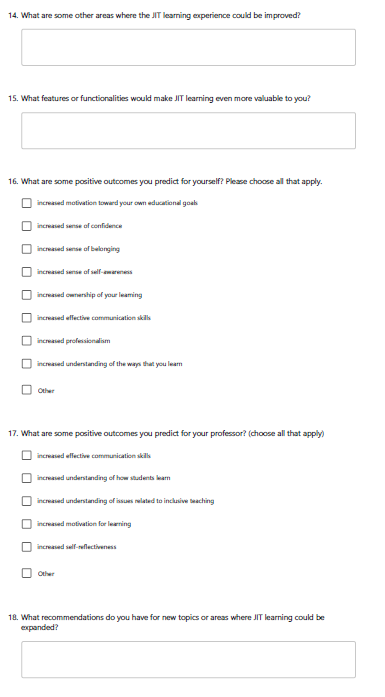 14. What are some other areas where the JIT learning experience could be improved?
15. What features or functionalities would make JIT learning even more valuable to you?
16. What are some positive outcomes you predict for yourself? Please choose all that apply.
increased motivation toward your own educational goals
increased sense of confidence
increased sense of belonging
increased sense of self-awareness
increased ownership of your learning
increased effective communication skills
increased professionalism
increased understanding of the ways that you learn
Other
17. What are some positive outcomes you predict for your professor? (choose all that apply)
increased effective communication skills
increased understanding of how students learn
increased understanding of issues related to inclusive teaching
increased motivation for learning
increased self-reflectiveness
Other
18. What recommendations do you have for new topics or areas where JIT learning could be
expanded?